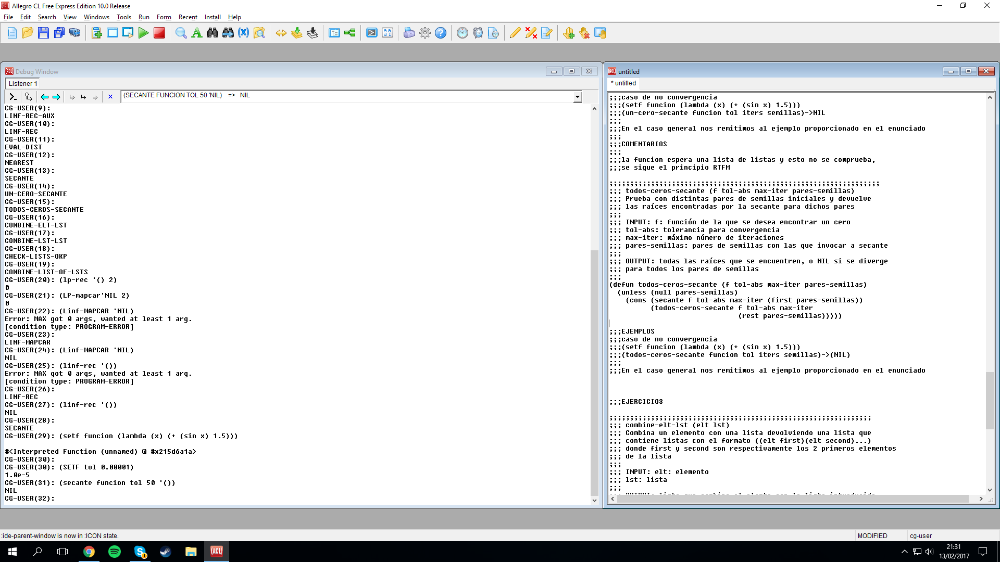 Allegro CL Free Express Edition 10.0 Release
File Edit Search View Windows Tools Run Form Recent Install Help
Debug Window
Listener 1
(SECANTE FUNCION TOL 50 'NIL) => NIL
CG-USER(9):
LINF-REC-AUX
CG-USER(10):
LINF-REC
CG-USER(11):
EVAL-DIST
CG-USER(12):
NEAREST
CG-USER(13):
SECANTE
CG-USER(14):
UN-CERO-SECANTE
CG-USER(15):
TODOS-CEROS-SECANTE
CG-USER(16):
COMBINE-ELT-LST
CG-USER(17):
COMBINE-LST-LST
CG-USER(18):
CHECK-LISTS-OKP
CG-USER(19):
COMBINE-LIST-OF-LSTS
CG-USER(20): (lp-rec '() 2)
0
CG-USER(21): (LP-mapcar'NIL 2)
0
CG-USER(22): (Linf-MAPCAR 'NIL)
Error: MAX got 0 args, wanted at least 1 arg.
[condition type: PROGRAM-ERROR]
CG-USER(23):
LINF-MAPCAR
CG-USER(24): (Linf-MAPCAR 'NIL)
NIL
CG-USER(25): (linf-rec '())
Error: MAX got 0 args, wanted at least 1 arg.
[condition type: PROGRAM-ERROR]
CG-USER(26):
LINF-REC
CG-USER(27): (linf-rec '())
NIL
CG-USER(28):
SECANTE
CG-USER(29): (setf funcion (lambda (x) (+ (sin x) 1.5)))
#<Interpreted Function (unnamed) @ #x215d6a1a>
CG-USER(30):
CG-USER(30): (SETF tol 0.00001)
1.0e-5
CG-USER(31): (secante funcion tol 50 '())
NIL
CG-USER(32):
untitled
* untitled
;;;caso de no convergencia
;;;(setf funcion (lambda (x) (+ (sin x) 1.5)))
;;;(un-cero-secante funcion tol iters semillas)->NIL
;;;
;;;En el caso general nos remitimos al ejemplo proporcionado en el enunciado
;;;
;;;COMENTARIOS
;;;
;;;la funcion espera una lista de listas y esto no se comprueba,
;;;se sigue el principio RTFM
;;;;;;;;;;;;;;;;;;;;;;;;;;;;;;;;;;;;;;;;;;;;;;;;;;;;;;;;;;;;;;;;;
;;; todos-ceros-secante (f tol-abs max-iter pares-semillas)
;;; Prueba con distintas pares de semillas iniciales y devuelve
;;; las raíces encontradas por la secante para dichos pares
;;;
;;; INPUT: f: función de la que se desea encontrar un cero
;;; tol-abs: tolerancia para convergencia
;;; max-iter: máximo número de iteraciones
;;; pares-semillas: pares de semillas con las que invocar a secante
;;;
;;; OUTPUT: todas las raíces que se encuentren, o NIL si se diverge
;;; para todos los pares de semillas
;;;
(defun todos-ceros-secante (f tol-abs max-iter pares-semillas)
(unless (null pares-semillas)
(cons (secante f tol-abs max-iter (first pares-semillas))
(todos-ceros-secante f tol-abs max-iter
(rest pares-semillas)))))
;;;EJEMPLOS
;;;caso de no convergencia
;;;(setf funcion (lambda (x) (+ (sin x) 1.5)))
;;;(todos-ceros-secante funcion tol iters semillas)->(NIL)
;;;
;;;En el caso general nos remitimos al ejemplo proporcionado en el enunciado
;;;EJERCICIO3
;;;;;;;;;;;;;;;;;;;;;;;;;;;;;;;;;;;;;;;;;;;;;;;;;;;;;;;;;;;;;;;
;;; combine-elt-lst (elt lst)
;;; Combina un elemento con una lista devolviendo una lista que
;;; contiene listas con el formato ((elt first)(elt second)...)
;;; donde first y second son respectivamente los 2 primeros elementos
;;; de la lista
;;;
;;; INPUT: elt: elemento
;;; lst: lista
;;;
:ide-parent-window is now in :ICON state.
MODIFIED
cg-user
21:31
13/02/2017